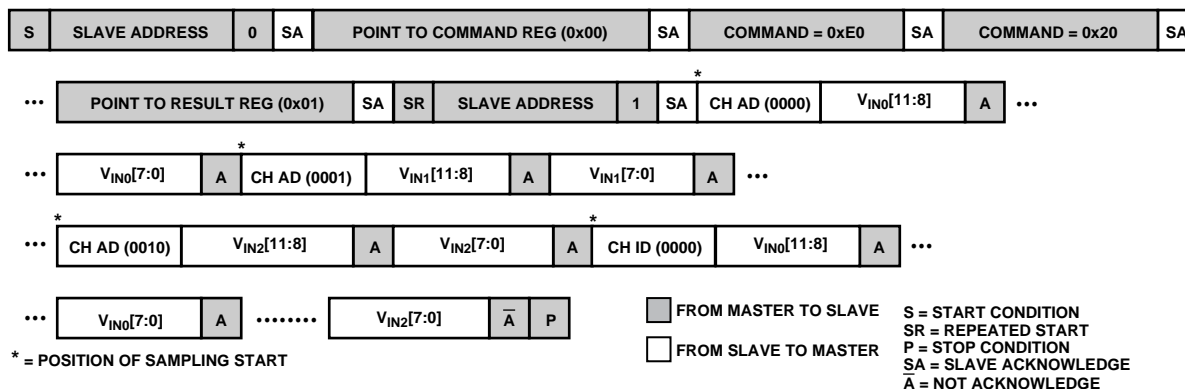 S SLAVE ADDRESS 0 SA POINT TO COMMAND REG (0x00) SA COMMAND = 0xE0 SA COMMAND = 0x20 SA
*
••• POINT TO RESULT REG (0x01) SA SR SLAVE ADDRESS 1 SA CH AD (0000) VIN0[11:8] A •••
*
••• VIN0[7:0] A CH AD (0001) VIN1[11:8] A VIN1[7:0] A •••
* *
••• CH AD (0010) VIN2[11:8] A VIN2[7:0] A CH ID (0000) VIN0[11:8] A •••
••• VIN0[7:0] A •••••••• VIN2[7:0] A̅ P
* = POSITION OF SAMPLING START
FROM MASTER TO SLAVE
FROM SLAVE TO MASTER
S = START CONDITION
SR = REPEATED START
P = STOP CONDITION
SA = SLAVE ACKNOWLEDGE
A̅ = NOT ACKNOWLEDGE